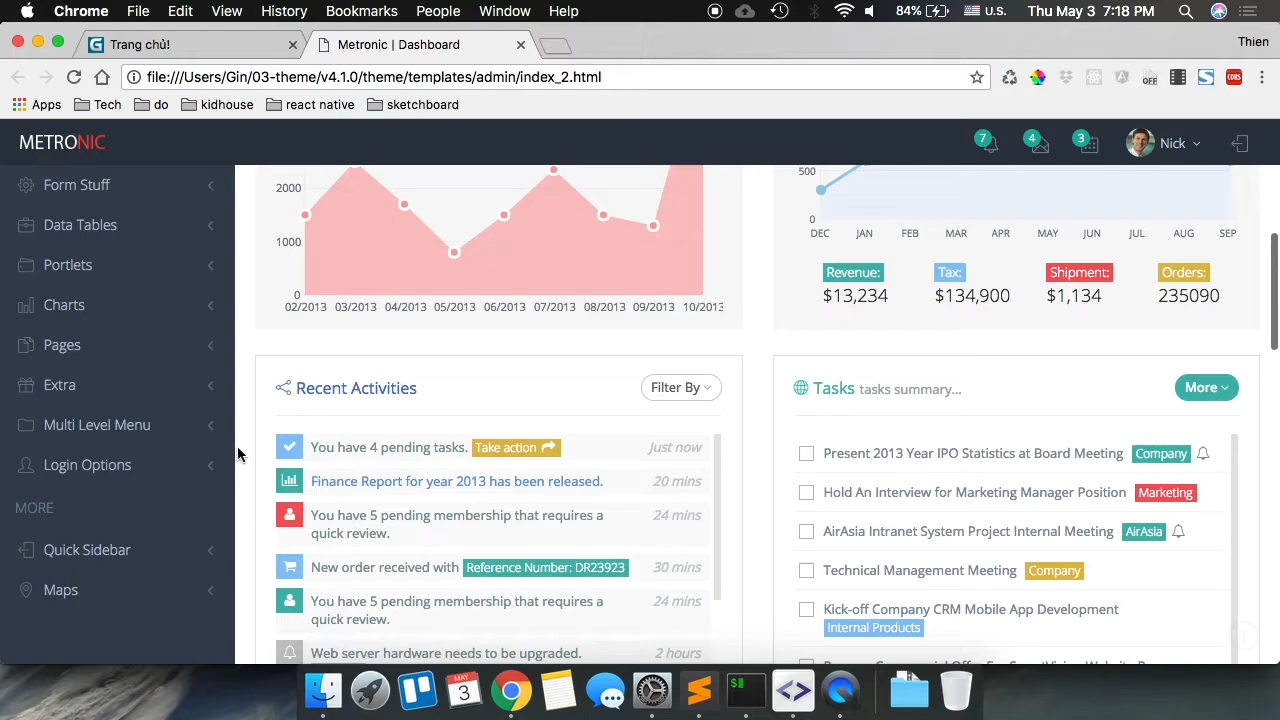 Chrome File Edit View History Bookmarks People Window Help 84% U.S. Thu May 3 7:18 PM
Trang chủ! Metronic | Dashboard Thien
file:///Users/Gin/03-theme/v4.1.0/theme/templates/admin/index_2.html OFF CORS
Apps Tech do kidhouse react native sketchboard
METRONIC 7 4 3 Nick
Form Stuff
Data Tables
Portlets
Charts
Pages
Extra
Multi Level Menu
Login Options
MORE
Quick Sidebar
Maps
2000
1000
0
02/2013 03/2013 04/2013 05/2013 06/2013 07/2013 08/2013 09/2013 10/2013
500
0
DEC JAN FEB MAR APR MAY JUN JUL AUG SEP
Revenue: Tax: Shipment: Orders:
$13,234 $134,900 $1,134 235090
Recent Activities Filter By
You have 4 pending tasks. Take action Just now
Finance Report for year 2013 has been released. 20 mins
You have 5 pending membership that requires a 24 mins
quick review.
New order received with Reference Number: DR23923 30 mins
You have 5 pending membership that requires a 24 mins
quick review.
Web server hardware needs to be upgraded. 2 hours
Tasks tasks summary... More
Present 2013 Year IPO Statistics at Board Meeting Company
Hold An Interview for Marketing Manager Position Marketing
AirAsia Intranet System Project Internal Meeting AirAsia
Technical Management Meeting Company
Kick-off Company CRM Mobile App Development
Internal Products
MAY
3